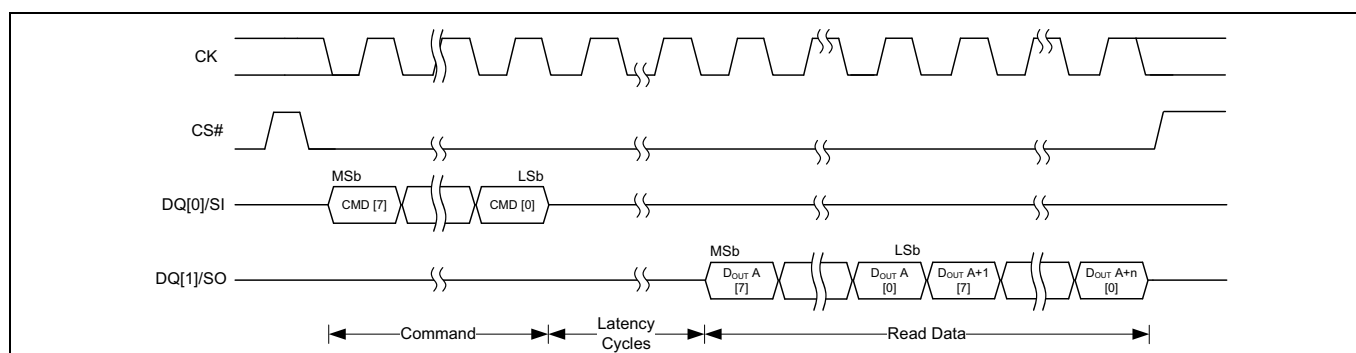 CK
CS#
MSb LSb
DQ[0]/SI CMD [7] CMD [0]
MSb LSb
DQ[1]/SO DOUT A DOUT A DOUT A+1 DOUT A+n
[7] [0] [7] [0]
Command Latency Read Data
Cycles